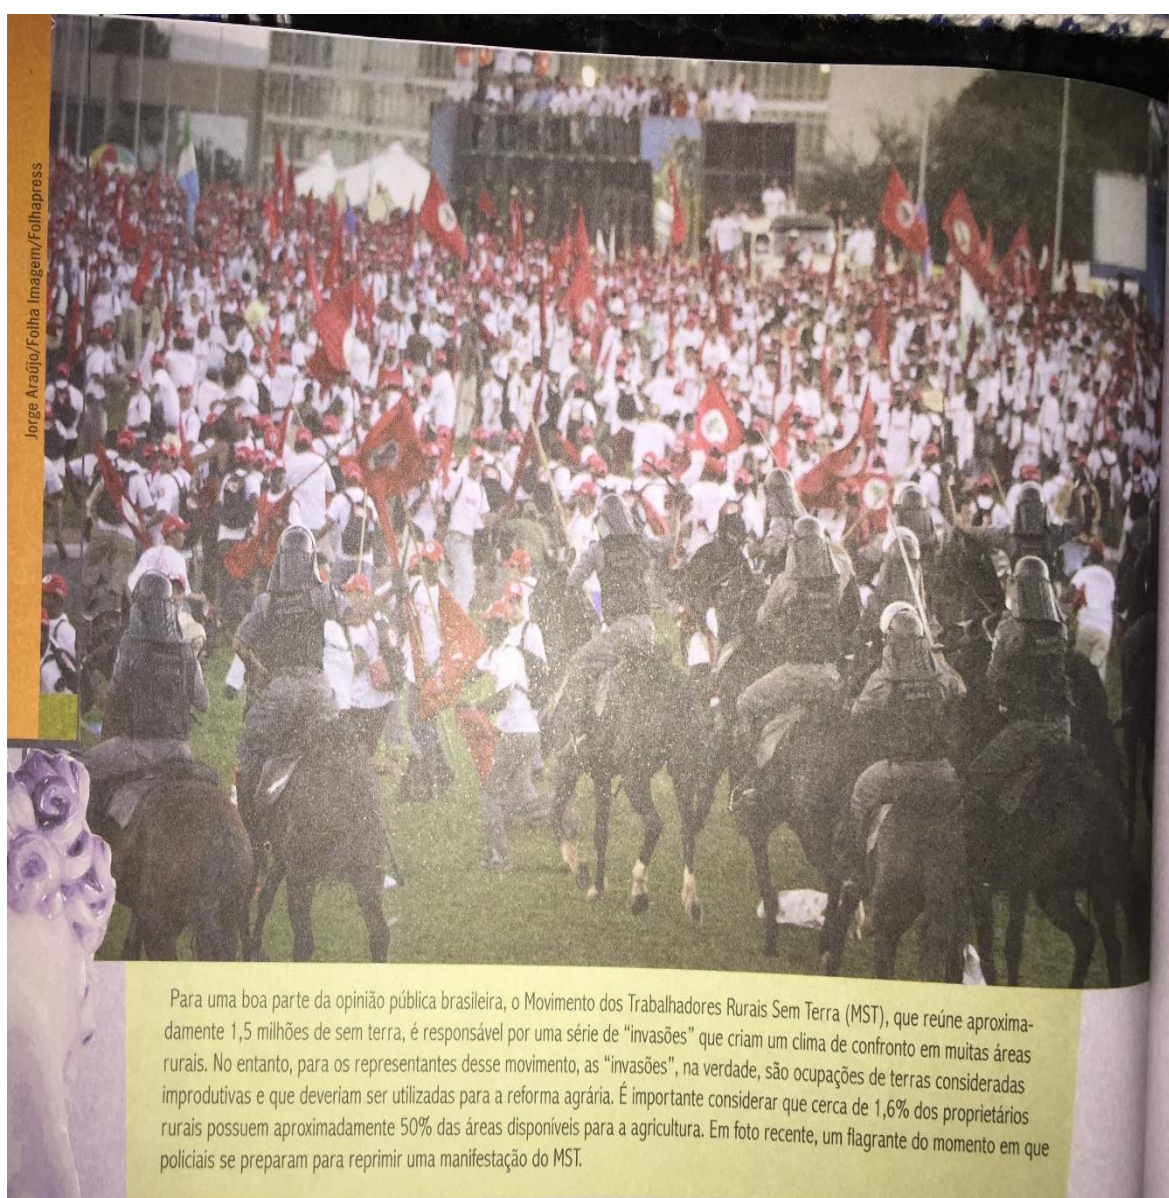 Jorge Araújo/Folha Imagem/Folhapress
Para uma boa parte da opinião pública brasileira, o Movimento dos Trabalhadores Rurais Sem Terra (MST), que reúne aproxima-
damente 1,5 milhões de sem terra, é responsável por uma série de “invasões” que criam um clima de confronto em muitas áreas
rurais. No entanto, para os representantes desse movimento, as “invasões”, na verdade, são ocupações de terras consideradas
improdutivas e que deveriam ser utilizadas para a reforma agrária. É importante considerar que cerca de 1,6% dos proprietários
rurais possuem aproximadamente 50% das áreas disponíveis para a agricultura. Em foto recente, um flagrante do momento em que
policiais se preparam para reprimir uma manifestação do MST.